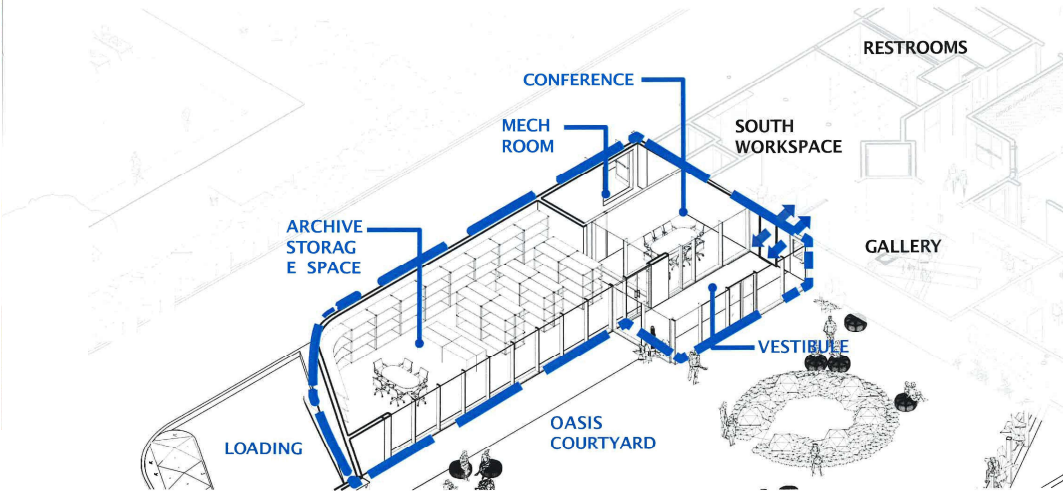 RESTROOMS
CONFERENCE
MECH
ROOM
SOUTH
WORKSPACE
ARCHIVE
STORAG
E SPACE
GALLERY
VESTIBULE
OASIS
COURTYARD
LOADING